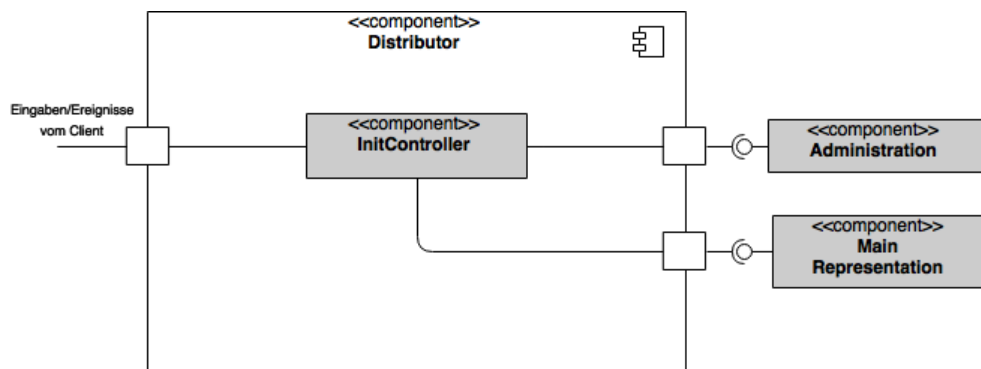 <<component>>
Distributor
Eingaben/Ereignisse
vom Client
<<component>>
InitController
<<component>>
Administration
<<component>>
Main
Representation